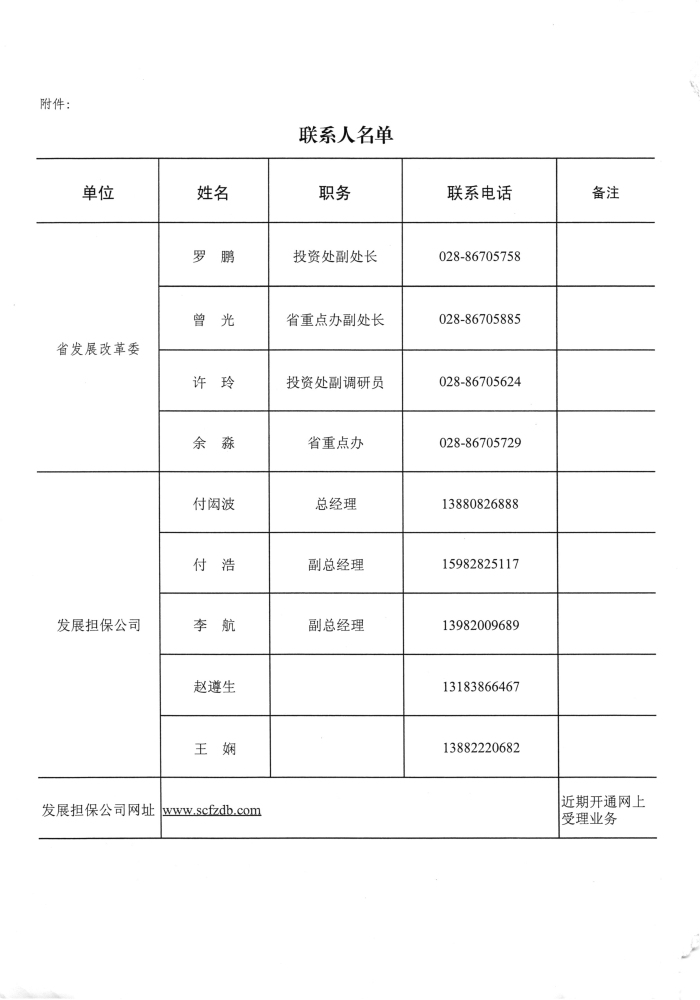 附件：
联系人名单
单位 姓名 职务 联系电话 备注
罗 鹏 投资处副处长 028-86705758
曾 光 省重点办副处长 028-86705885
省发展改革委
许 玲 投资处副调研员 028-86705624
余 淼 省重点办 028-86705729
付闳波 总经理 13880826888
付 浩 副总经理 15982825117
发展担保公司 李 航 副总经理 13982009689
赵遵生 13183866467
王 娴 13882220682
发展担保公司网址 www.scfzdb.com 近期开通网上
受理业务